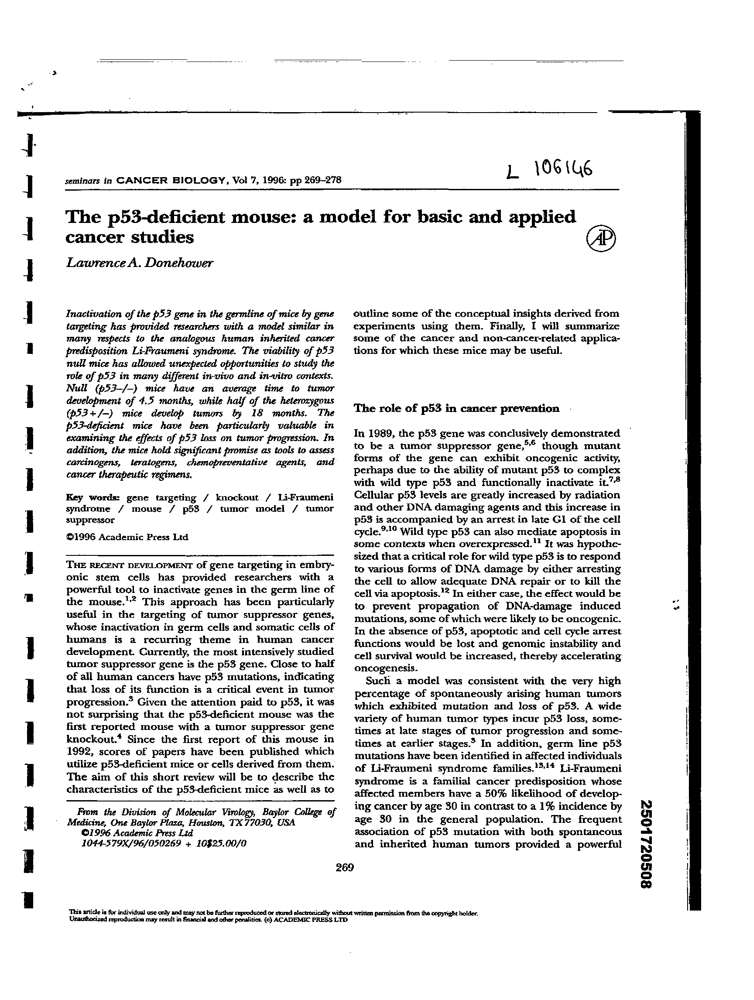 L 106146
seminars in CANCER BIOLOGY, Vol 7, 1996: pp 269–278
The p53-deficient mouse: a model for basic and applied
cancer studies
AP
Lawrence A. Donehower
Inactivation of the p53 gene in the germline of mice by gene
targeting has provided researchers with a model similar in
many respects to the analogous human inherited cancer
predisposition Li-Fraumeni syndrome. The viability of p53
null mice has allowed unexpected opportunities to study the
role of p53 in many different in-vivo and in-vitro contexts.
Null (p53–/–) mice have an average time to tumor
development of 4.5 months, while half of the heterozygous
(p53+/–) mice develop tumors by 18 months. The
p53-deficient mice have been particularly valuable in
examining the effects of p53 loss on tumor progression. In
addition, the mice hold significant promise as tools to assess
carcinogens, teratogens, chemopreventative agents, and
cancer therapeutic regimens.
Key words: gene targeting / knockout / Li-Fraumeni
syndrome / mouse / p53 / tumor model / tumor
suppressor
©1996 Academic Press Ltd
THE RECENT DEVELOPMENT of gene targeting in embry-
onic stem cells has provided researchers with a
powerful tool to inactivate genes in the germ line of
the mouse.1,2 This approach has been particularly
useful in the targeting of tumor suppressor genes,
whose inactivation in germ cells and somatic cells of
humans is a recurring theme in human cancer
development. Currently, the most intensively studied
tumor suppressor gene is the p53 gene. Close to half
of all human cancers have p53 mutations, indicating
that loss of its function is a critical event in tumor
progression.3 Given the attention paid to p53, it was
not surprising that the p53-deficient mouse was the
first reported mouse with a tumor suppressor gene
knockout.4 Since the first report of this mouse in
1992, scores of papers have been published which
utilize p53-deficient mice or cells derived from them.
The aim of this short review will be to describe the
characteristics of the p53-deficient mice as well as to
From the Division of Molecular Virology, Baylor College of
Medicine, One Baylor Plaza, Houston, TX 77030, USA
©1996 Academic Press Ltd
1044-579X/96/050269 + 10$25.00/0
outline some of the conceptual insights derived from
experiments using them. Finally, I will summarize
some of the cancer and non-cancer-related applica-
tions for which these mice may be useful.
The role of p53 in cancer prevention
In 1989, the p53 gene was conclusively demonstrated
to be a tumor suppressor gene,5,6 though mutant
forms of the gene can exhibit oncogenic activity,
perhaps due to the ability of mutant p53 to complex
with wild type p53 and functionally inactivate it.7,8
Cellular p53 levels are greatly increased by radiation
and other DNA damaging agents and this increase in
p53 is accompanied by an arrest in late G1 of the cell
cycle.9,10 Wild type p53 can also mediate apoptosis in
some contexts when overexpressed.11 It was hypothe-
sized that a critical role for wild type p53 is to respond
to various forms of DNA damage by either arresting
the cell to allow adequate DNA repair or to kill the
cell via apoptosis.12 In either case, the effect would be
to prevent propagation of DNA-damage induced
mutations, some of which were likely to be oncogenic.
In the absence of p53, apoptotic and cell cycle arrest
functions would be lost and genomic instability and
cell survival would be increased, thereby accelerating
oncogenesis.
Such a model was consistent with the very high
percentage of spontaneously arising human tumors
which exhibited mutation and loss of p53. A wide
variety of human tumor types incur p53 loss, some-
times at late stages of tumor progression and some-
times at earlier stages.3 In addition, germ line p53
mutations have been identified in affected individuals
of Li-Fraumeni syndrome families.13,14 Li-Fraumeni
syndrome is a familial cancer predisposition whose
affected members have a 50% likelihood of develop-
ing cancer by age 30 in contrast to a 1% incidence by
age 30 in the general population. The frequent
association of p53 mutation with both spontaneous
and inherited human tumors provided a powerful
2501720508
269
This article is for individual use only and may not be further reproduced or stored electronically without written permission from the copyright holder.
Unauthorized reproduction may result in financial and other penalities. (c) ACADEMIC PRESS LTD